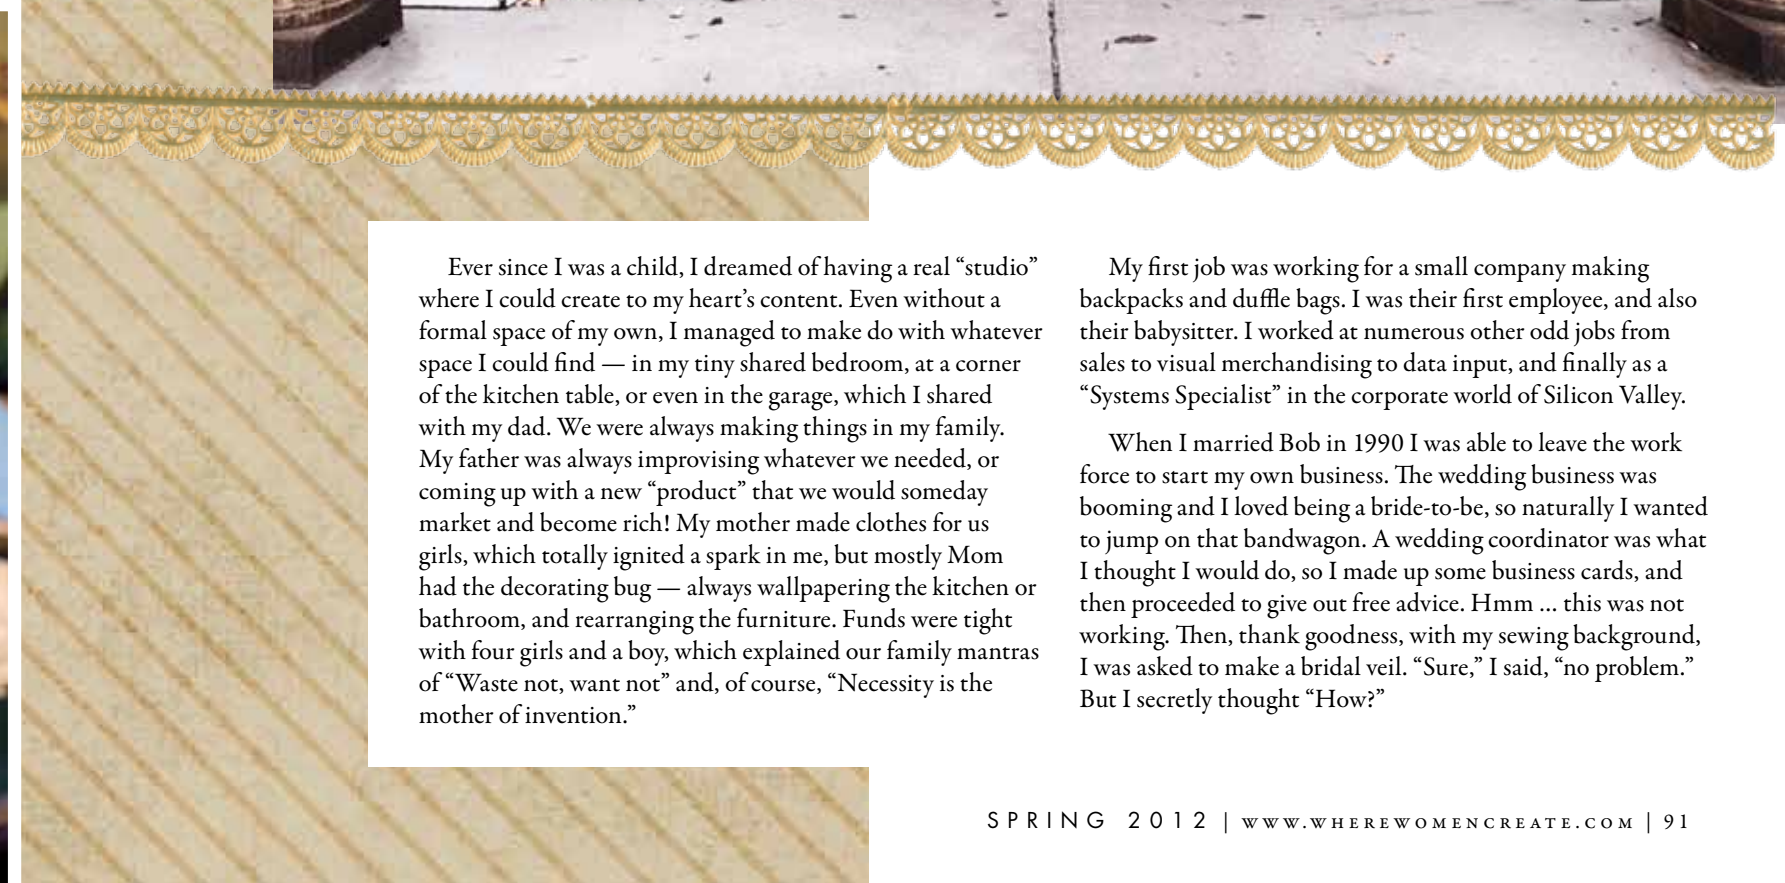 Ever since I was a child, I dreamed of having a real “studio”
where I could create to my heart’s content. Even without a
formal space of my own, I managed to make do with whatever
space I could find — in my tiny shared bedroom, at a corner
of the kitchen table, or even in the garage, which I shared
with my dad. We were always making things in my family.
My father was always improvising whatever we needed, or
coming up with a new “product” that we would someday
market and become rich! My mother made clothes for us
girls, which totally ignited a spark in me, but mostly Mom
had the decorating bug — always wallpapering the kitchen or
bathroom, and rearranging the furniture. Funds were tight
with four girls and a boy, which explained our family mantras
of “Waste not, want not” and, of course, “Necessity is the
mother of invention.”
My first job was working for a small company making
backpacks and duffle bags. I was their first employee, and also
their babysitter. I worked at numerous other odd jobs from
sales to visual merchandising to data input, and finally as a
“Systems Specialist” in the corporate world of Silicon Valley.
When I married Bob in 1990 I was able to leave the work
force to start my own business. The wedding business was
booming and I loved being a bride-to-be, so naturally I wanted
to jump on that bandwagon. A wedding coordinator was what
I thought I would do, so I made up some business cards, and
then proceeded to give out free advice. Hmm ... this was not
working. Then, thank goodness, with my sewing background,
I was asked to make a bridal veil. “Sure,” I said, “no problem.”
But I secretly thought “How?”
SPRING 2012 | WWW.WHEREWOMENCREATE.COM | 91